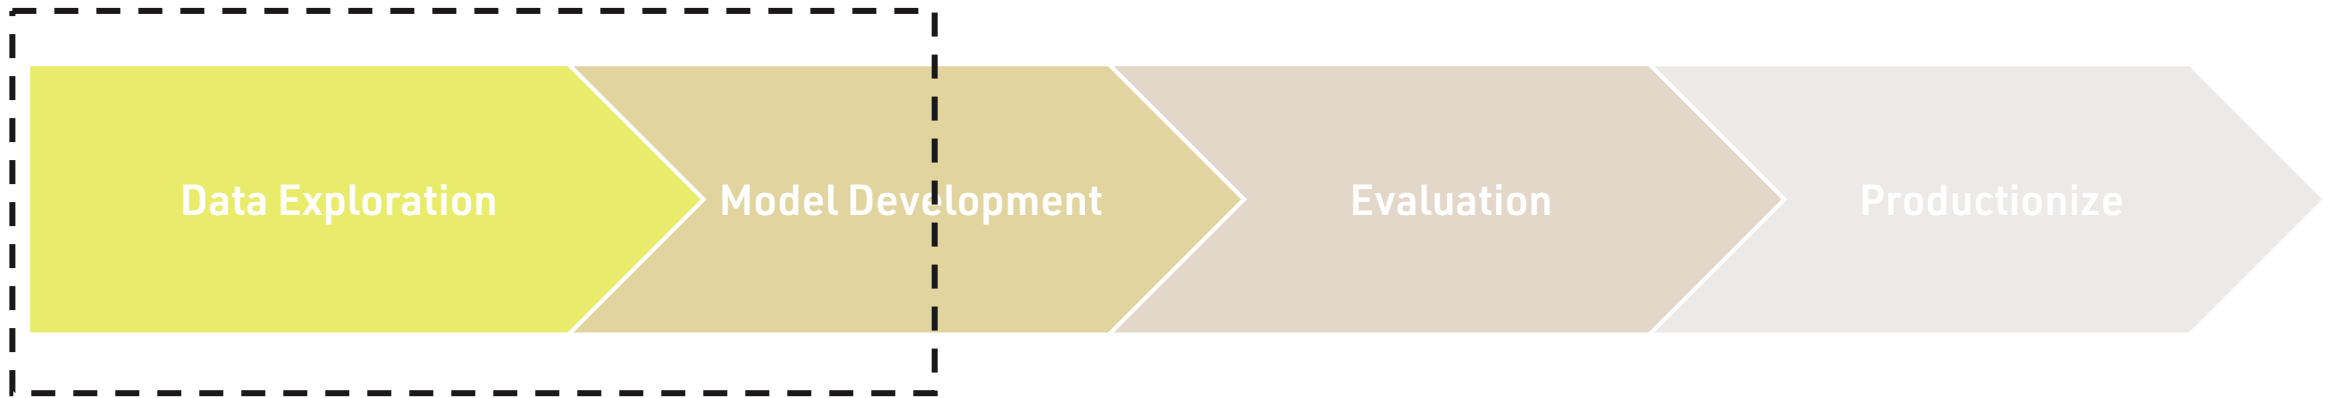 Data Exploration
Model Development
Evaluation
Productionize